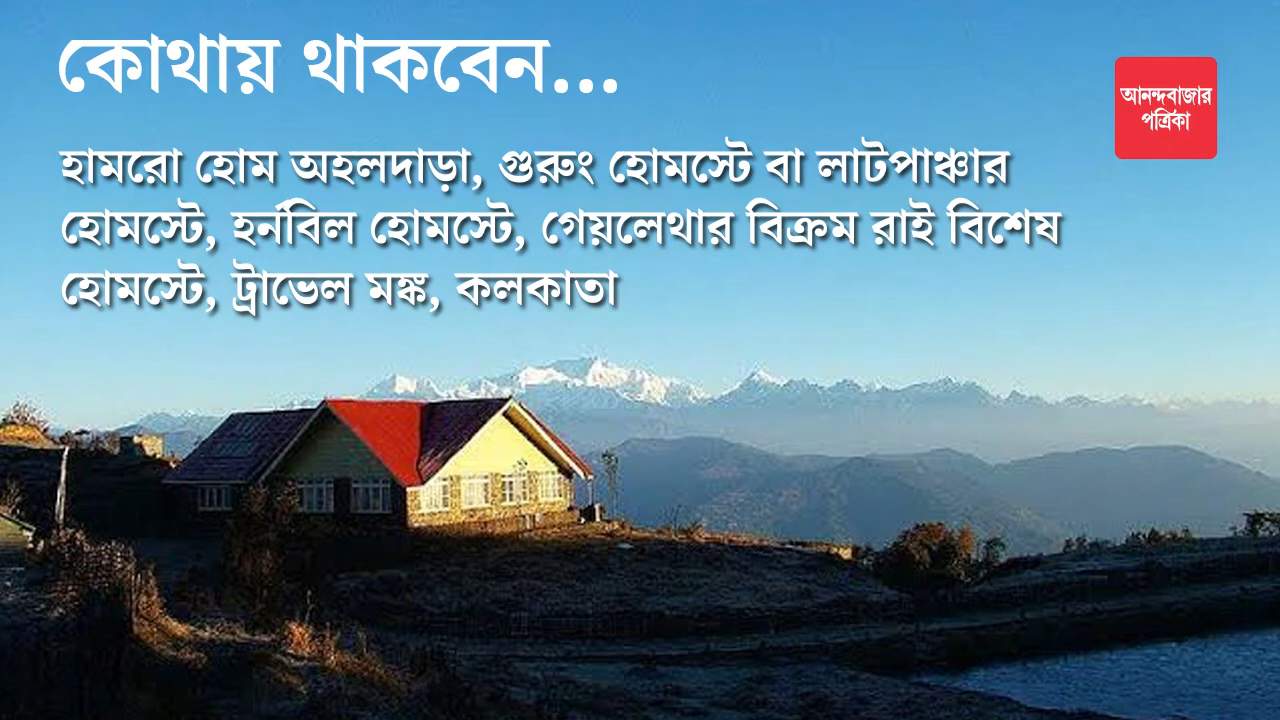 কোথায় থাকবেন...
আনন্দবাজার
পত্রিকা
হামরো হোম অহলদাড়া, গুরুং হোমস্টে বা লাটপাঞ্চার
হোমস্টে, হর্নবিল হোমস্টে, গেয়লেথার বিক্রম রাই বিশেষ
হোমস্টে, ট্রাভেল মঙ্ক, কলকাতা